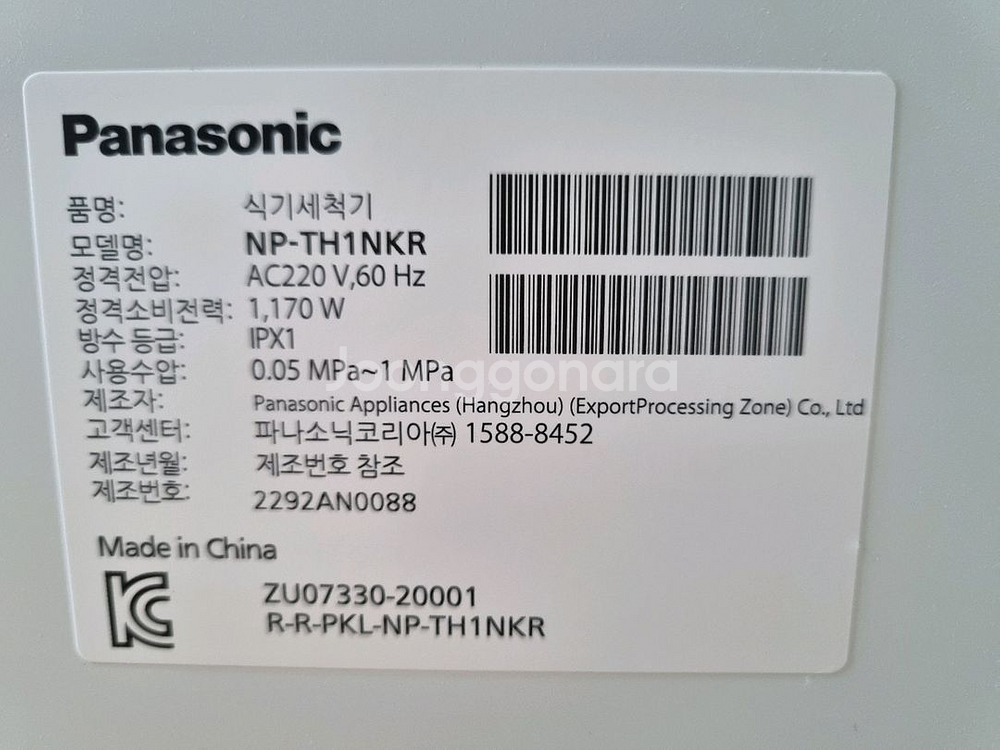 Panasonic
품명: 식기세척기
모델명: NP-TH1NKR
정격전압: AC220 V,60 Hz
정격소비전력: 1,170 W
방수 등급: IPX1
사용수압: 0.05 MPa~1 MPa
Joonggonara
제조자: Panasonic Appliances (Hangzhou) (ExportProcessing Zone) Co., Ltd
고객센터: 파나소닉코리아㈜ 1588-8452
제조년월: 제조번호 참조
제조번호: 2292AN0088
Made in China
ZU07330-20001
R-R-PKL-NP-TH1NKR